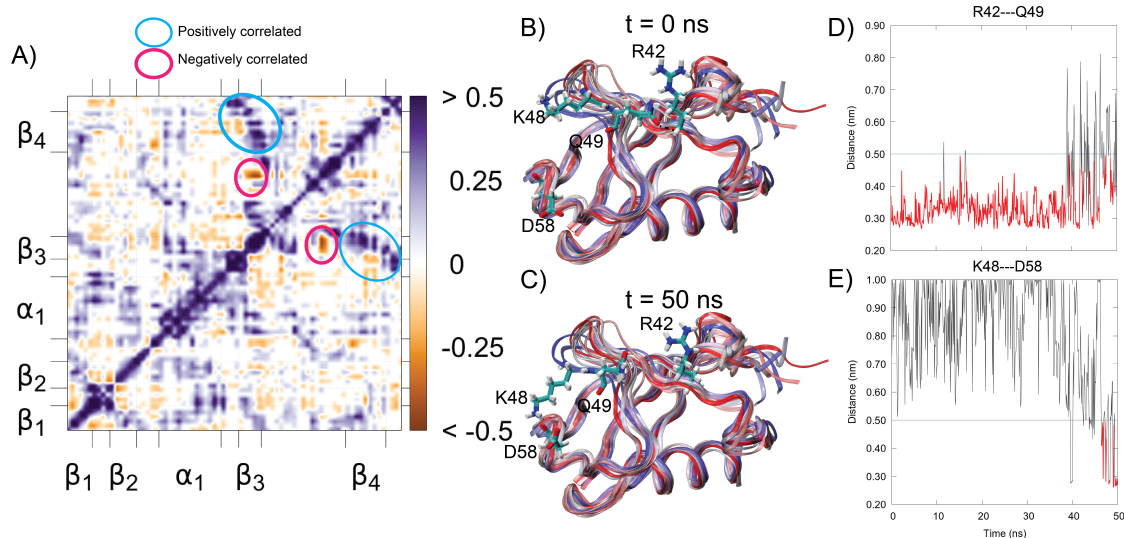 Positively correlated
Negatively correlated
A)
β4
β3
α1
β2
β1
β1 β2 α1 β3 β4
> 0.5
0.25
0
-0.25
< -0.5
B)
t = 0 ns
R42
K48
Q49
D58
C)
t = 50 ns
R42
K48
Q49
D58
D)
R42---Q49
0.90
0.80
0.70
0.60
0.50
0.40
0.30
0.20
Distance (nm)
E)
K48---D58
1.00
0.90
0.80
0.70
0.60
0.50
0.40
0.30
0.20
Distance (nm)
0 10 20 30 40 50
Time (ns)